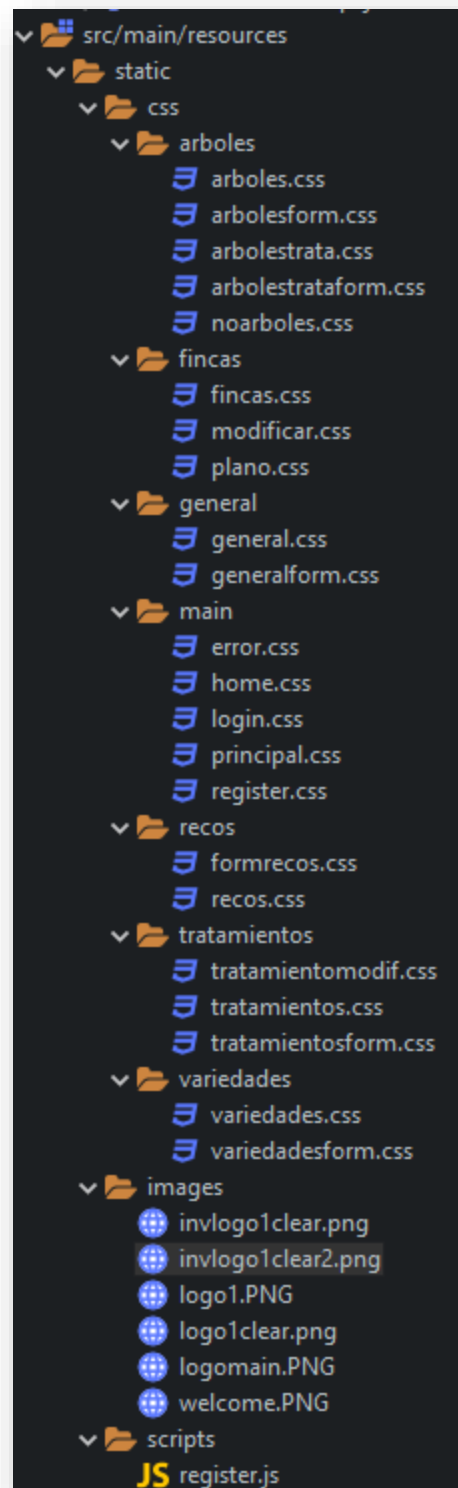 src/main/resources
static
css
arboles
arboles.css
arbolesform.css
arbolestrata.css
arbolestrataform.css
noarboles.css
fincas
fincas.css
modificar.css
plano.css
general
general.css
generalform.css
main
error.css
home.css
login.css
principal.css
register.css
recos
formrecos.css
recos.css
tratamientos
tratamientomodif.css
tratamientos.css
tratamientosform.css
variedades
variedades.css
variedadesform.css
images
invlogo1clear.png
invlogo1clear2.png
logo1.PNG
logo1clear.png
logomain.PNG
welcome.PNG
scripts
JS register.js